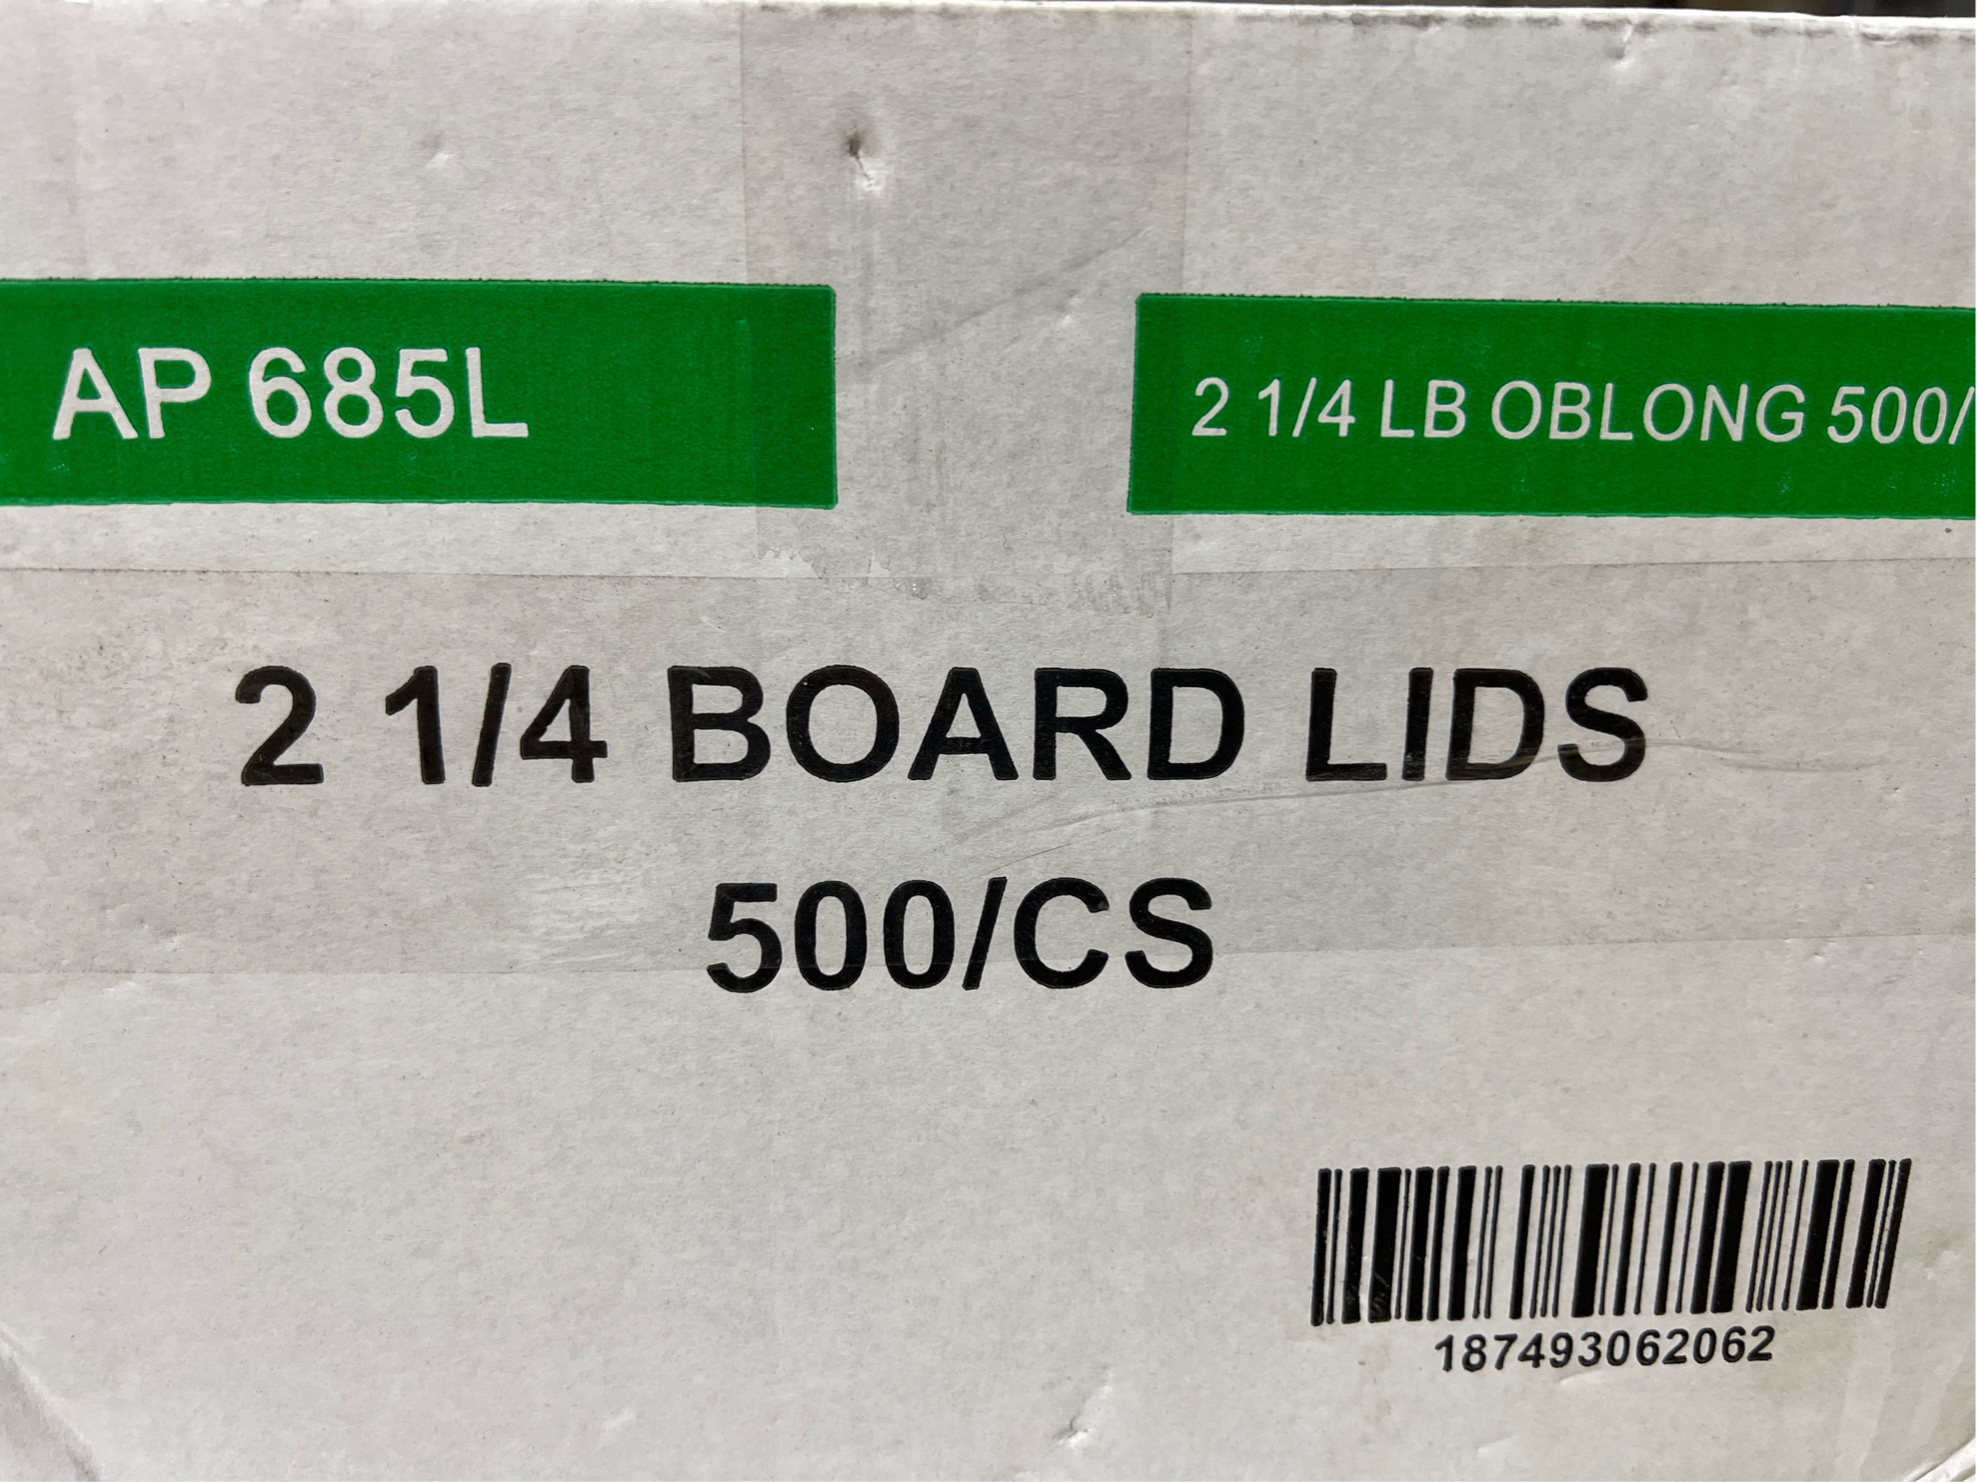 AP 685L
2 1/4 LB OBLONG 500/
2 1/4 BOARD LIDS
500/CS
187493062062